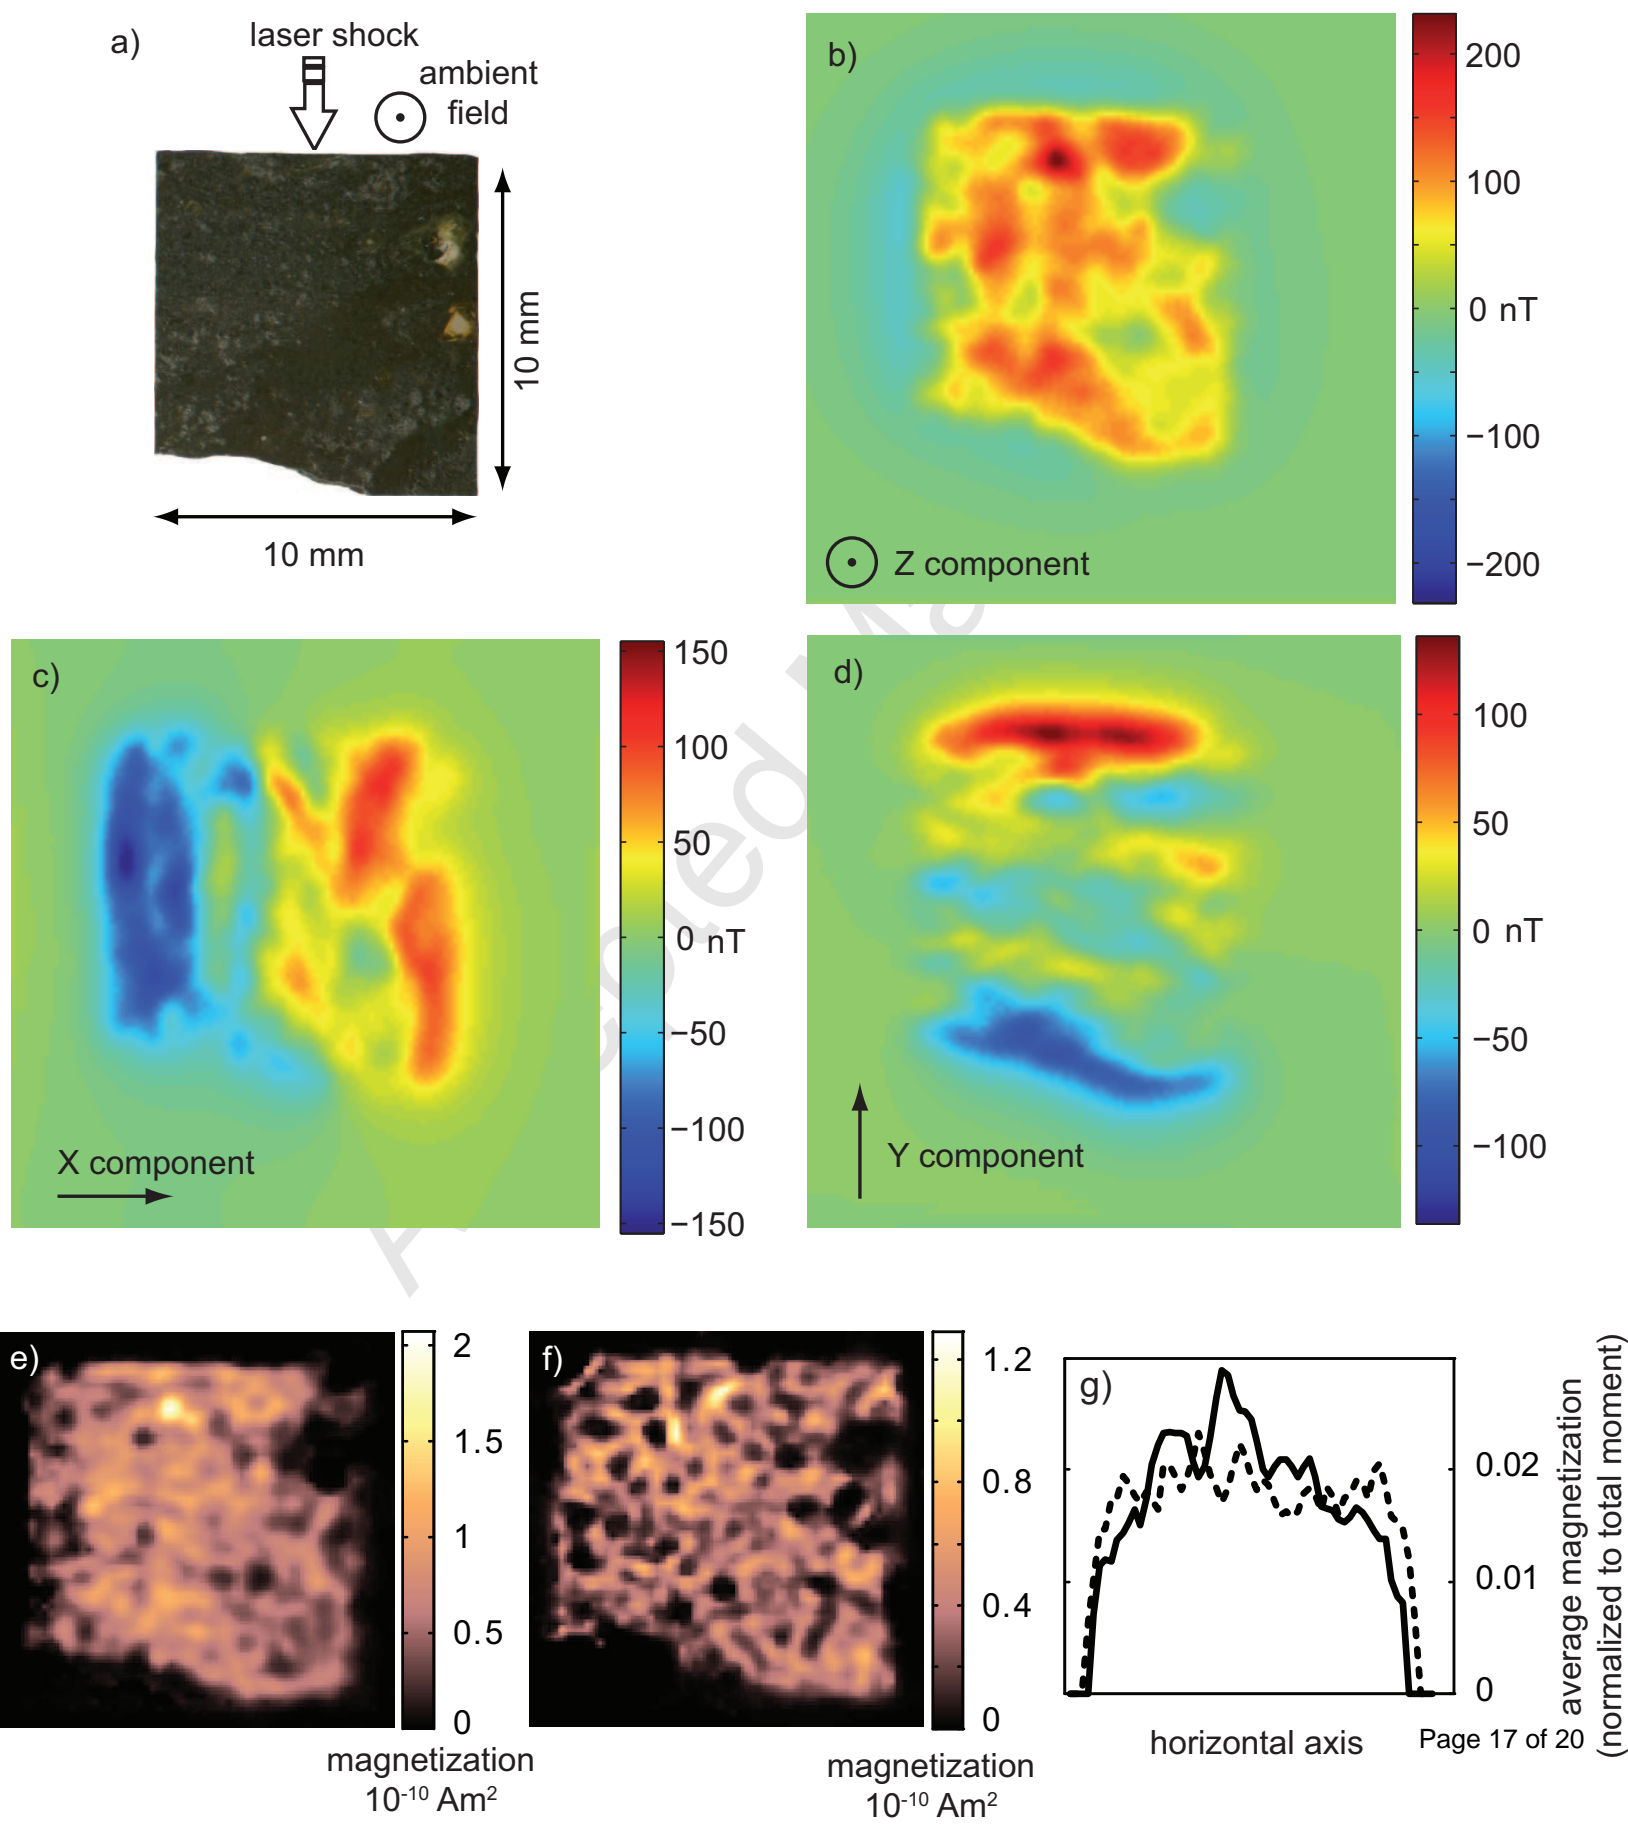 a)
laser shock
ambient
field
10 mm
10 mm
b)
200
100
0 nT
−100
−200
Z component
c)
150
100
50
0 nT
−50
−100
−150
X component
d)
100
50
0 nT
−50
−100
Y component
e)
2
1.5
1
0.5
0
magnetization
10-10 Am2
f)
1.2
0.8
0.4
0
magnetization
10-10 Am2
g)
0.02
0.01
0
average magnetization
(normalized to total moment)
horizontal axis
Page 17 of 20